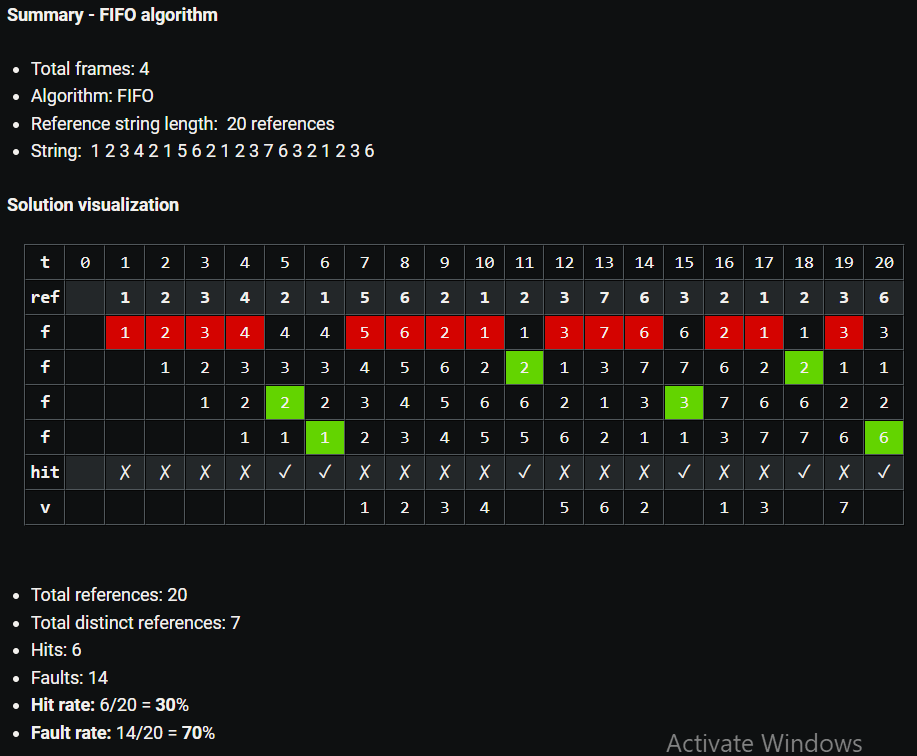 Summary - FIFO algorithm
• Total frames: 4
• Algorithm: FIFO
• Reference string length: 20 references
• String: 1 2 3 4 2 1 5 6 2 1 2 3 7 6 3 2 1 2 3 6
Solution visualization
t 0 1 2 3 4 5 6 7 8 9 10 11 12 13 14 15 16 17 18 19 20
ref 1 2 3 4 2 1 5 6 2 1 2 3 7 6 3 2 1 2 3 6
f 1 2 3 4 4 4 5 6 2 1 1 3 7 6 6 2 1 1 3 3
f 1 2 3 3 3 4 5 6 2 2 1 3 7 7 6 2 2 1 1
f 1 2 2 2 3 4 5 6 6 2 1 3 3 7 6 6 2 2
f 1 1 1 2 3 4 5 5 6 2 1 1 3 7 7 6 6
hit ✗ ✗ ✗ ✗ ✓ ✓ ✗ ✗ ✗ ✗ ✓ ✗ ✗ ✗ ✓ ✗ ✗ ✓ ✗ ✓
v 1 2 3 4 5 6 2 1 3 7
• Total references: 20
• Total distinct references: 7
• Hits: 6
• Faults: 14
• Hit rate: 6/20 = 30%
• Fault rate: 14/20 = 70%
Activate Windows